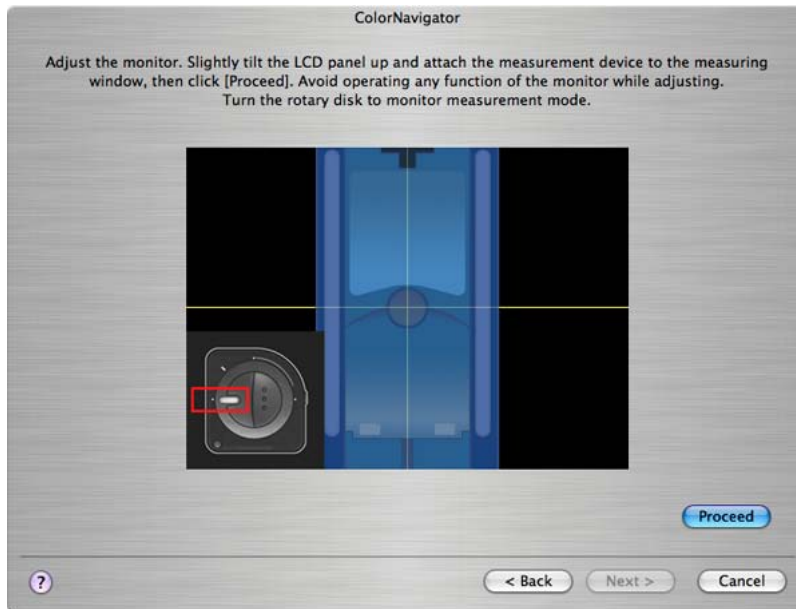 ColorNavigator
Adjust the monitor. Slightly tilt the LCD panel up and attach the measurement device to the measuring
window, then click [Proceed]. Avoid operating any function of the monitor while adjusting.
Turn the rotary disk to monitor measurement mode.
Proceed
?
< Back
Next >
Cancel